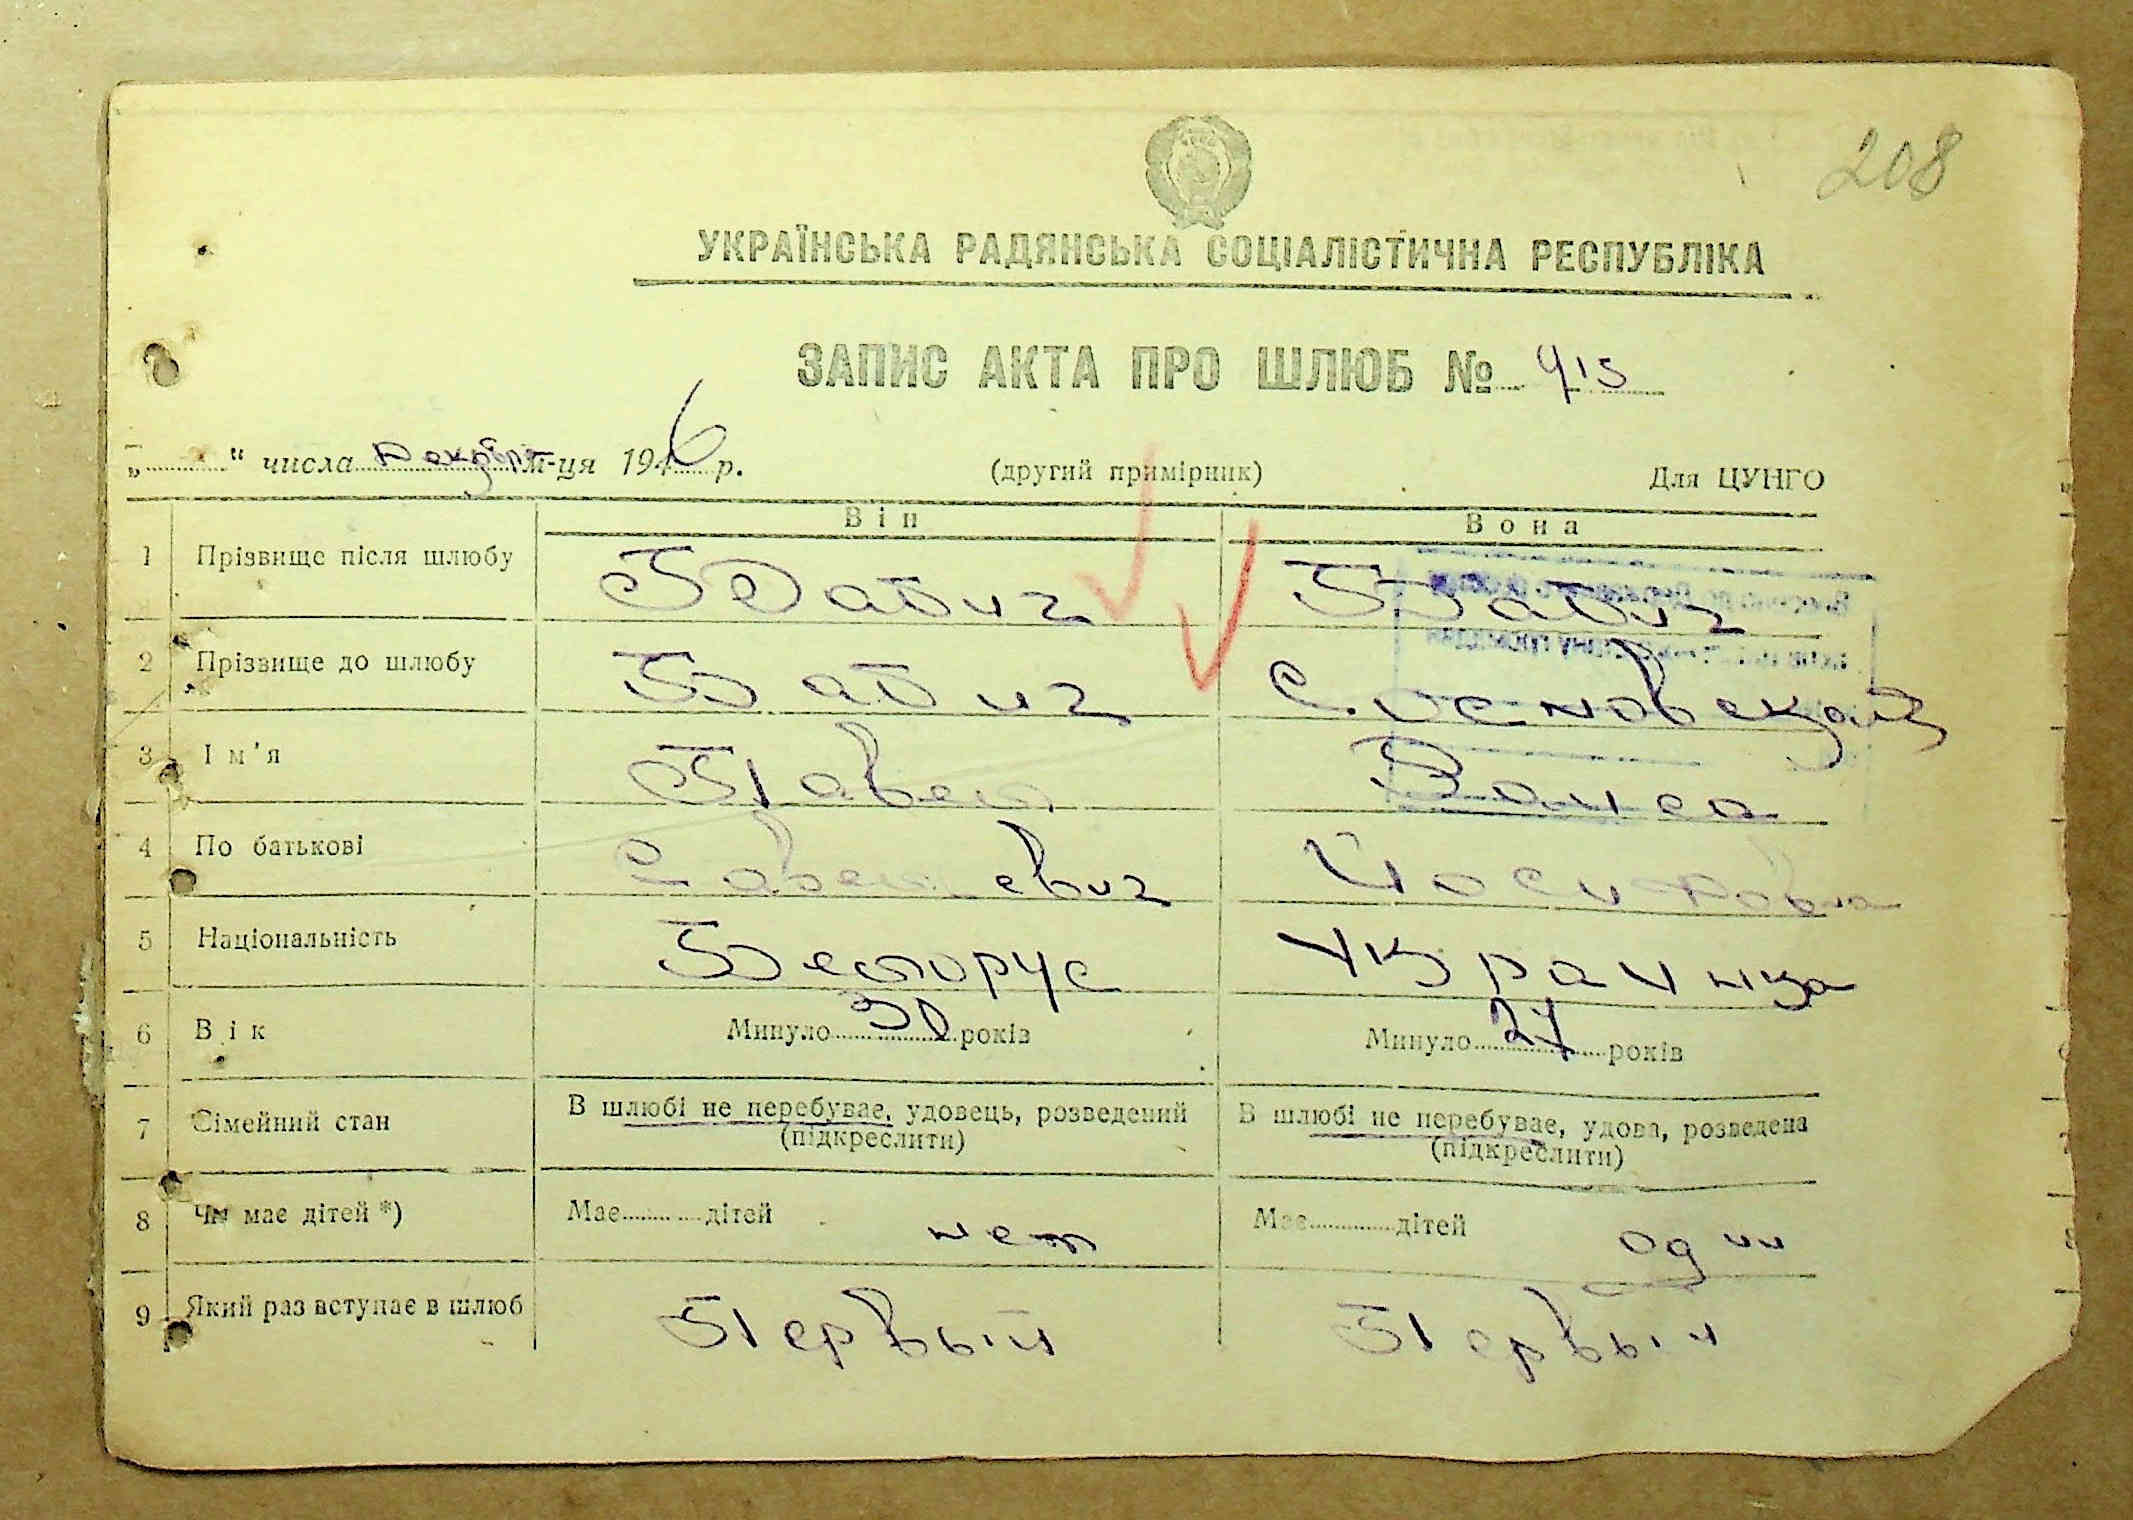 208
УКРАЇНСЬКА РАДЯНСЬКА СОЦІАЛІСТИЧНА РЕСПУБЛІКА
ЗАПИС АКТА ПРО ШЛЮБ № 915
„ “ числа декабря м-ця 1946 р. (другий примірник) Для ЦУНГО
Він Вона
1 Прізвище після шлюбу Бабич Бабич
2 Прізвище до шлюбу Бабич Сосновская
3 Ім'я Павел Раиса
4 По батькові Савельевич Иосиповна
5 Національність Белорус Украинка
6 Вік Минуло 30 років Минуло 27 років
7 Сімейний стан В шлюбі не перебуває, удовець, розведений В шлюбі не перебуває, удова, розведена
(підкреслити) (підкреслити)
8 Чи має дітей *) Має дітей нет Має дітей один
9 Який раз вступає в шлюб Первый Первый